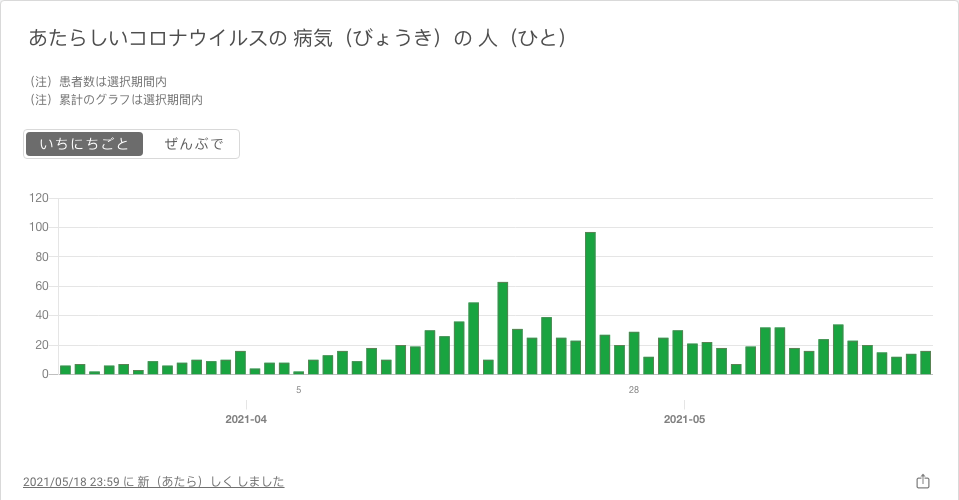 あたらしいコロナウイルスの 病気（びょうき）の 人（ひと）
（注）患者数は選択期間内
（注）累計のグラフは選択期間内
いちにちごと ぜんぶで
120
100
80
60
40
20
0
5 28
2021-04 2021-05
2021/05/18 23:59 に 新（あたら）しく しました